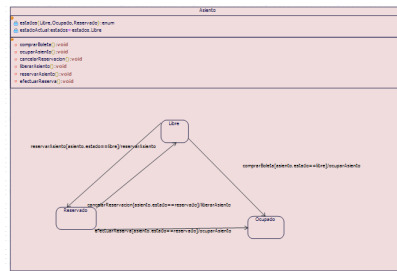 Asiento
estados{Libre,Ocupado,Reservado}:enum
estadoActual:estados=estados.Libre
comprarBoleta():void
ocuparAsiento():void
cancelarReservacion():void
liberarAsiento():void
reservarAsiento():void
efectuarReserva():void
Libre
reservarAsiento[asiento.estado==libre]/reservarAsiento
comprarBoleta[asiento.estado==libre]/ocuparAsiento
cancelarReservacion[asiento.estado==reservado]/liberarAsiento
Reservado
Ocupado
efectuarReserva[asiento.estado==reservado]/ocuparAsiento